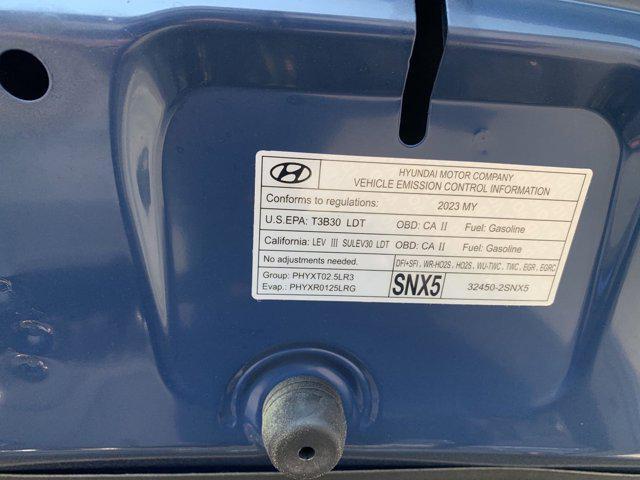 HYUNDAI MOTOR COMPANY
VEHICLE EMISSION CONTROL INFORMATION
Conforms to regulations: 2023 MY
U.S.EPA: T3B30 LDT OBD: CA II Fuel: Gasoline
California: LEV III SULEV30 LDT OBD: CA II Fuel: Gasoline
No adjustments needed. DFI+SFI, WR-HO2S, HO2S, WU-TWC, TWC, EGR, EGRC
Group: PHYXT02.5LR3
Evap.: PHYXR0125LRG
SNX5 32450-2SNX5